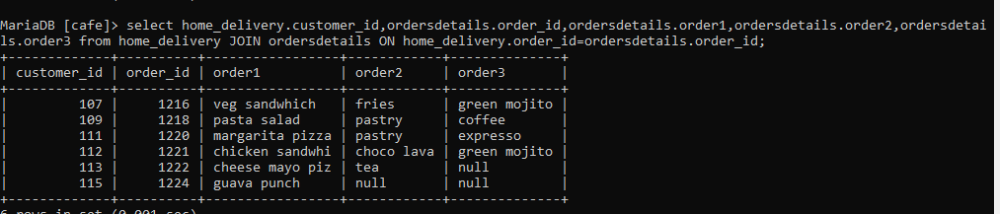 MariaDB [cafe]> select home_delivery.customer_id,ordersdetails.order_id,ordersdetails.order1,ordersdetails.order2,ordersdetai
ls.order3 from home_delivery JOIN ordersdetails ON home_delivery.order_id=ordersdetails.order_id;
+-------------+----------+-----------------+------------+--------------+
| customer_id | order_id | order1          | order2     | order3       |
+-------------+----------+-----------------+------------+--------------+
|         107 |     1216 | veg sandwhich   | fries      | green mojito |
|         109 |     1218 | pasta salad     | pastry     | coffee       |
|         111 |     1220 | margarita pizza | pastry     | expresso     |
|         112 |     1221 | chicken sandwhi | choco lava | green mojito |
|         113 |     1222 | cheese mayo piz | tea        | null         |
|         115 |     1224 | guava punch     | null       | null         |
+-------------+----------+-----------------+------------+--------------+
6 rows in set (0.001 sec)